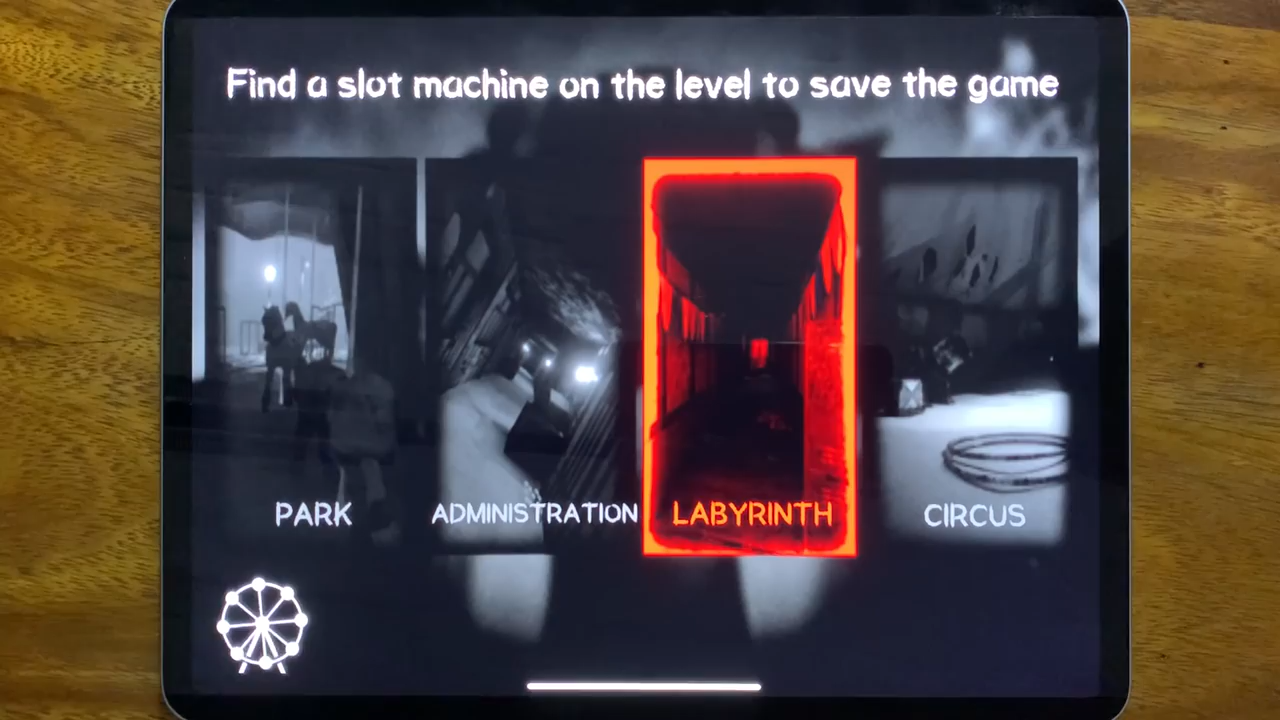 Find a slot machine on the level to save the game
PARK
ADMINISTRATION
LABYRINTH
CIRCUS